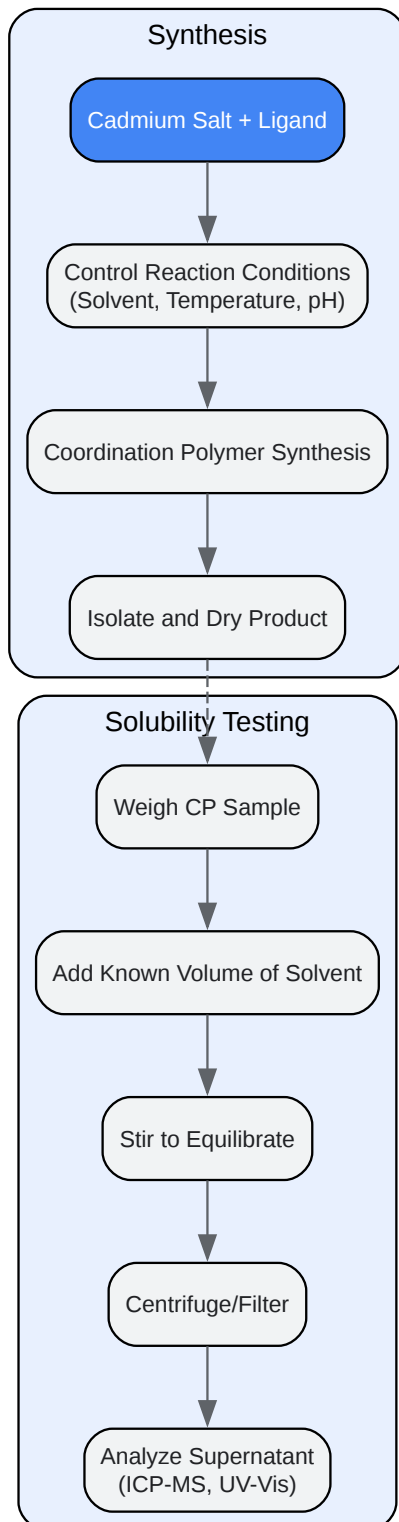 Synthesis
Cadmium Salt + Ligand
Control Reaction Conditions
(Solvent, Temperature, pH)
Coordination Polymer Synthesis
Isolate and Dry Product
Solubility Testing
Weigh CP Sample
Add Known Volume of Solvent
Stir to Equilibrate
Centrifuge/Filter
Analyze Supernatant
(ICP-MS, UV-Vis)